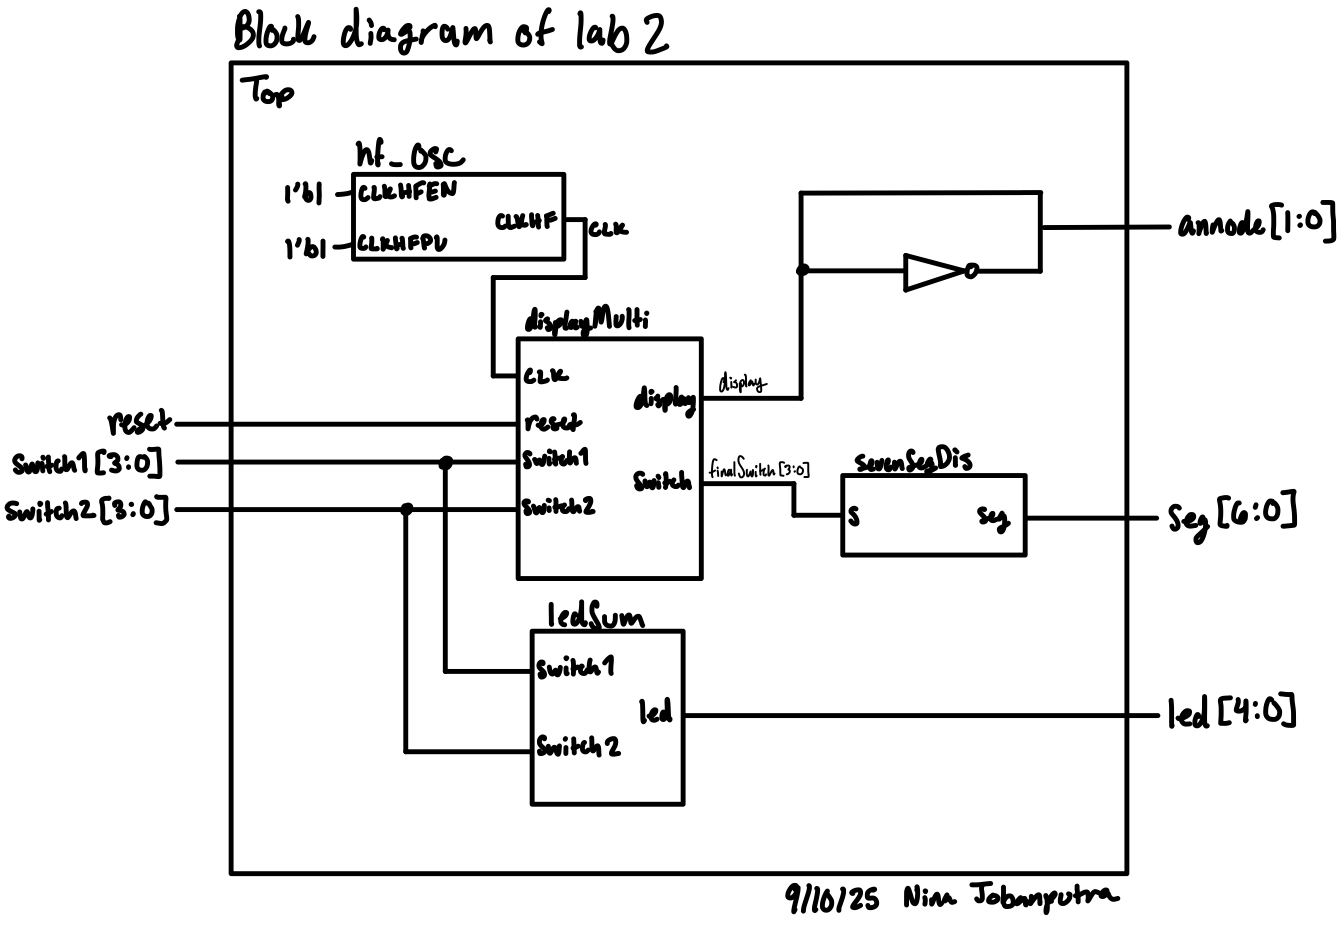 Block diagram of lab 2
Top
hf_osc
1'b1
CLKHFEN
CLKHF
CLK
1'b1
CLKHFPU
annode[1:0]
displayMulti
CLK
display
display
reset
reset
switch1[3:0]
switch1
switch2[3:0]
switch2
switch
finalSwitch[3:0]
sevenSegDis
s
seg
seg[6:0]
ledSum
switch1
led
led[4:0]
switch2
9/10/25 Nina Jobanputra